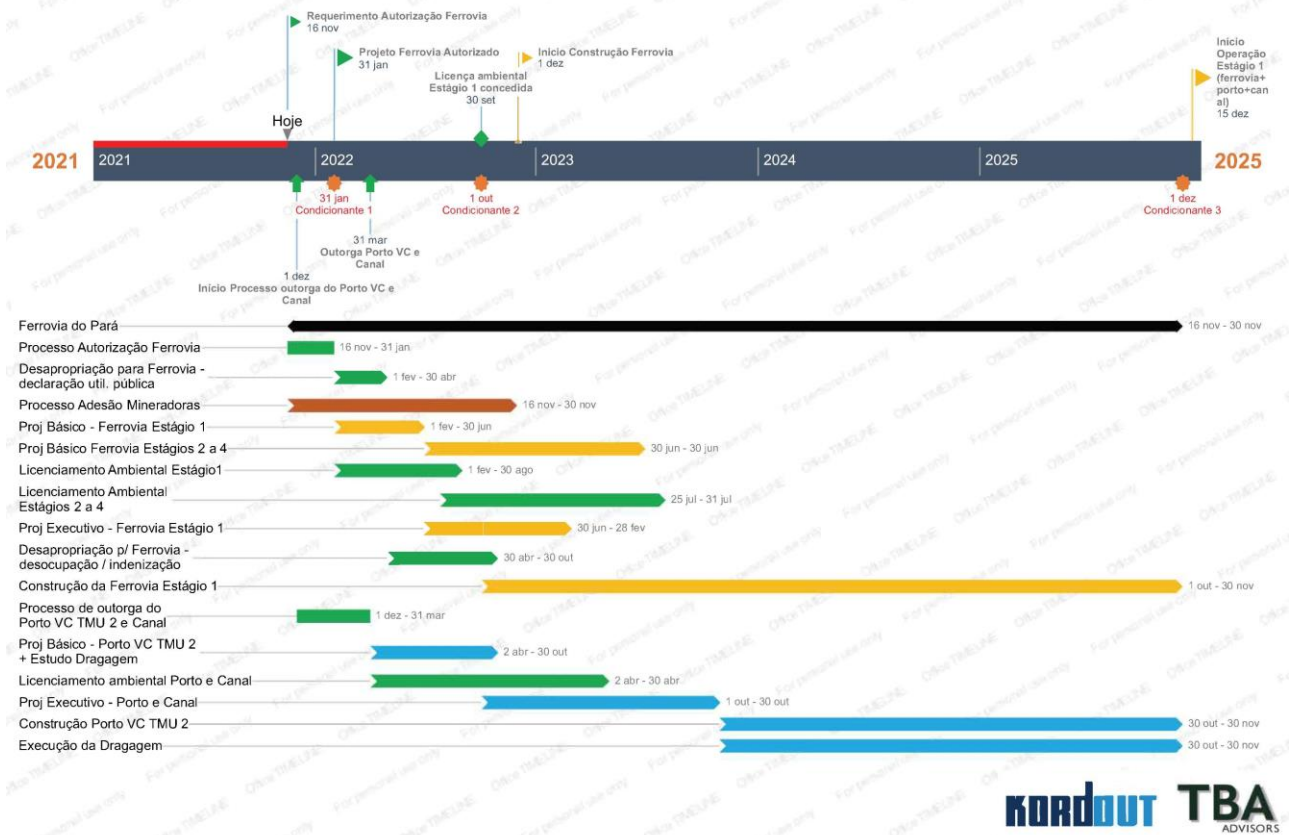 Requerimento Autorização Ferrovia
16 nov
Projeto Ferrovia Autorizado
31 jan
Inicio Construção Ferrovia
1 dez
Licença ambiental
Estágio 1 concedida
30 set
Início
Operação
Estágio 1
(ferrovia+
porto+can
al)
15 dez
Hoje
2021
2021
2022
2023
2024
2025
2025
31 jan
Condicionante 1
1 out
Condicionante 2
1 dez
Condicionante 3
31 mar
Outorga Porto VC e
Canal
1 dez
Início Processo outorga do Porto VC e
Canal
Ferrovia do Pará
16 nov - 30 nov
Processo Autorização Ferrovia
16 nov - 31 jan
Desapropriação para Ferrovia -
declaração util. pública
1 fev - 30 abr
Processo Adesão Mineradoras
16 nov - 30 nov
Proj Básico - Ferrovia Estágio 1
1 fev - 30 jun
Proj Básico Ferrovia Estágios 2 a 4
30 jun - 30 jun
Licenciamento Ambiental Estágio1
1 fev - 30 ago
Licenciamento Ambiental
Estágios 2 a 4
25 jul - 31 jul
Proj Executivo - Ferrovia Estágio 1
30 jun - 28 fev
Desapropriação p/ Ferrovia -
desocupação / indenização
30 abr - 30 out
Construção da Ferrovia Estágio 1
1 out - 30 nov
Processo de outorga do
Porto VC TMU 2 e Canal
1 dez - 31 mar
Proj Básico - Porto VC TMU 2
+ Estudo Dragagem
2 abr - 30 out
Licenciamento ambiental Porto e Canal
2 abr - 30 abr
Proj Executivo - Porto e Canal
1 out - 30 out
Construção Porto VC TMU 2
30 out - 30 nov
Execução da Dragagem
30 out - 30 nov
KORDOUT
TBA
ADVISORS
Office TIMELINE
For personal use only